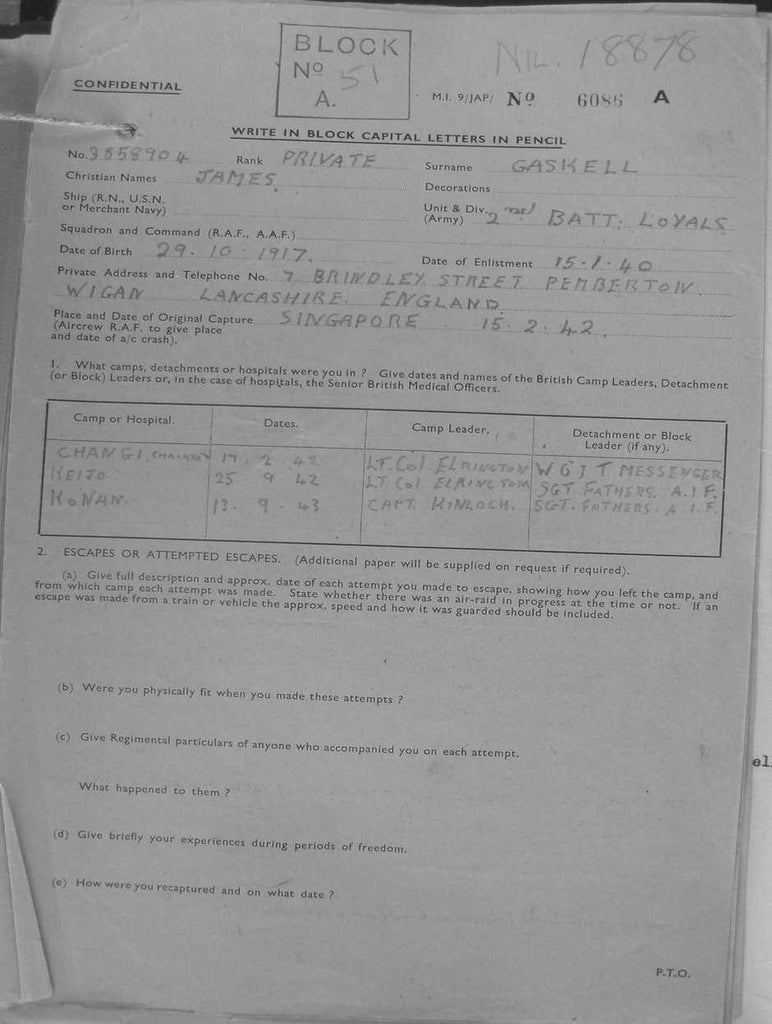 BLOCK
No 51
A.
NIL. 18878
CONFIDENTIAL
M.I. 9/JAP/ No 6086 A
WRITE IN BLOCK CAPITAL LETTERS IN PENCIL
No. 3558904 Rank PRIVATE Surname GASKELL
Christian Names JAMES Decorations
Ship (R.N., U.S.N.
or Merchant Navy)
Unit & Div.
(Army) 2nd BATT. LOYALS
Squadron and Command (R.A.F., A.A.F.)
Date of Birth 29. 10. 1917. Date of Enlistment 15.1.40
Private Address and Telephone No. 7 BRINDLEY STREET PEMBERTON.
WIGAN LANCASHIRE ENGLAND
Place and Date of Original Capture SINGAPORE 15.2.42.
(Aircrew R.A.F. to give place
and date of a/c crash).
1. What camps, detachments or hospitals were you in ? Give dates and names of the British Camp Leaders, Detachment
(or Block) Leaders or, in the case of hospitals, the Senior British Medical Officers.
Camp or Hospital. Dates. Camp Leader. Detachment or Block
Leader (if any).
CHANGI 17. 2. 42 LT. Col. ELRINGTON MESSENGER
KEIJO 25 9 42 LT. Col. ELRINGTON SGT. FATHERS. A.I.F.
KONAN. 13. 9. 43 CAPT. KINLOCH. SGT. FATHERS. A.I.F.
2. ESCAPES OR ATTEMPTED ESCAPES. (Additional paper will be supplied on request if required).
(a) Give full description and approx. date of each attempt you made to escape, showing how you left the camp, and
from which camp each attempt was made. State whether there was an air-raid in progress at the time or not. If an
escape was made from a train or vehicle the approx. speed and how it was guarded should be included.
(b) Were you physically fit when you made these attempts ?
(c) Give Regimental particulars of anyone who accompanied you on each attempt.
What happened to them ?
(d) Give briefly your experiences during periods of freedom.
(e) How were you recaptured and on what date ?
P.T.O.